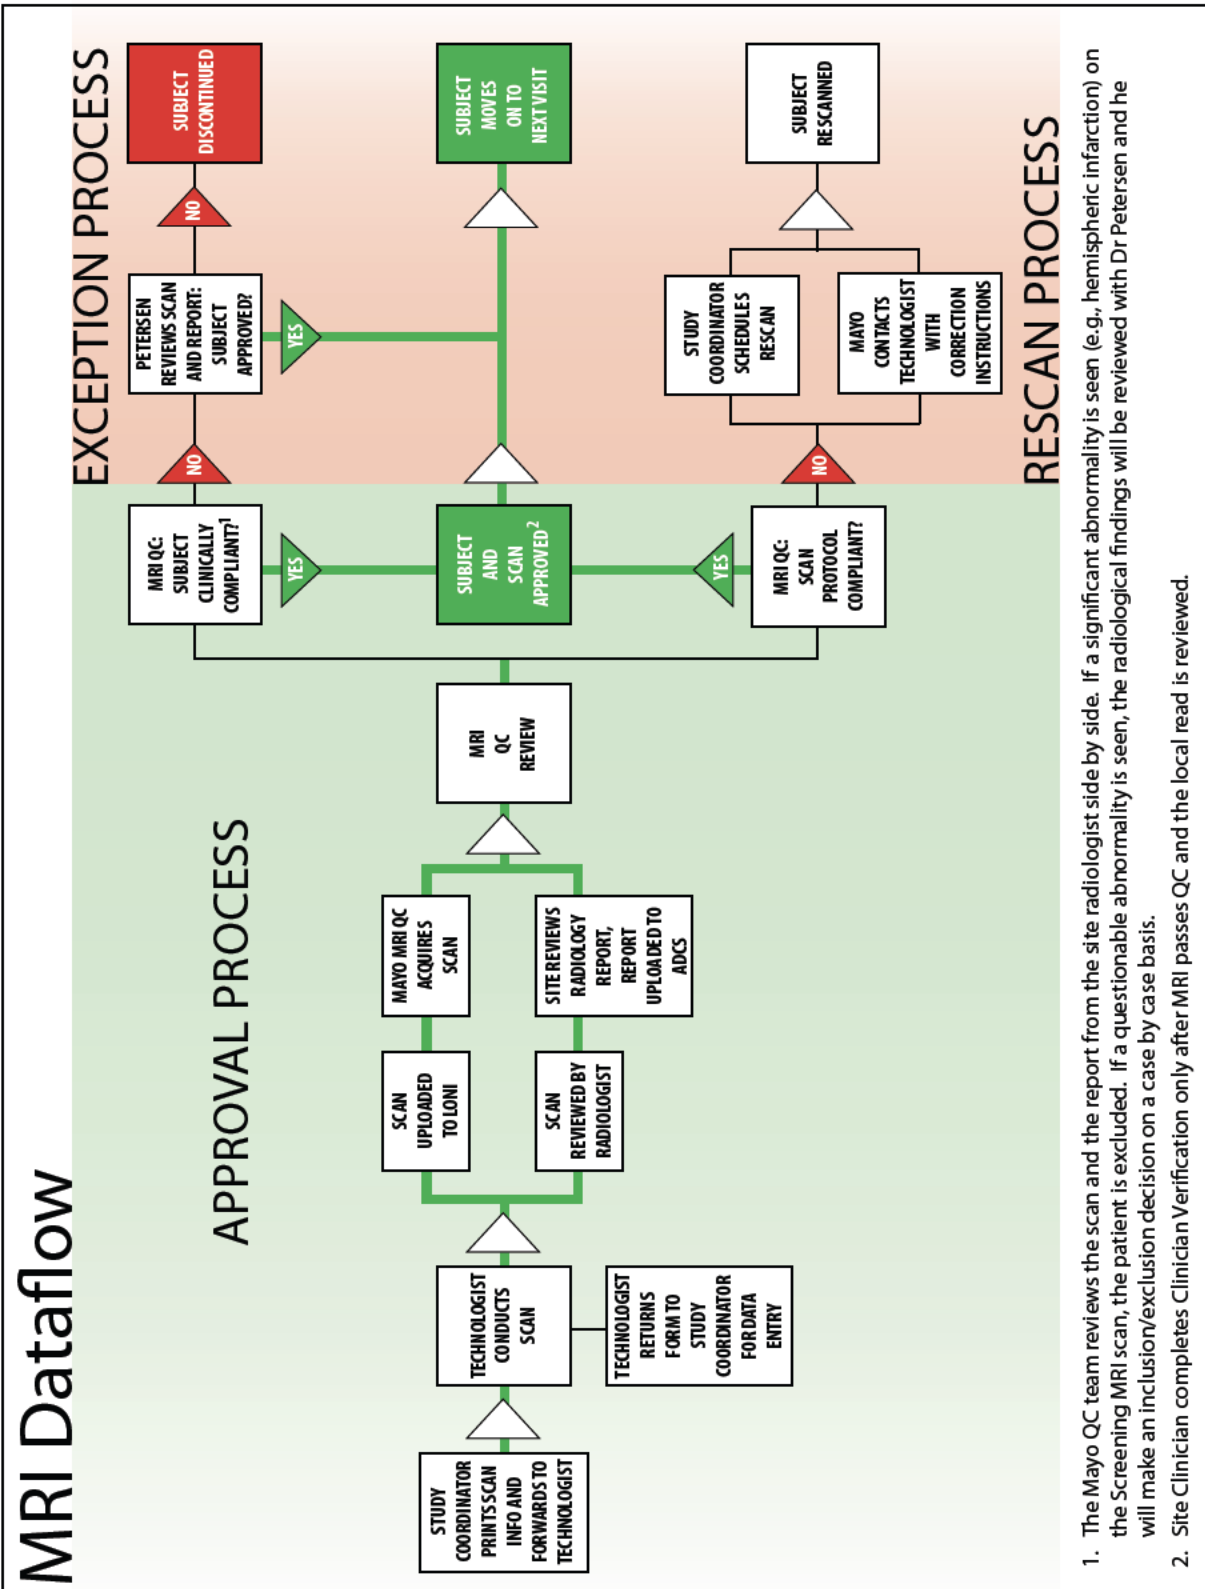 MRI Dataflow
APPROVAL PROCESS
EXCEPTION PROCESS
RESCAN PROCESS
STUDY
COORDINATOR
PRINTS SCAN
INFO AND
FORWARDS TO
TECHNOLOGIST
TECHNOLOGIST
CONDUCTS
SCAN
TECHNOLOGIST
RETURNS
FORM TO
STUDY
COORDINATOR
FOR DATA
ENTRY
SCAN
UPLOADED
TO LONI
MAYO MRI QC
ACQUIRES
SCAN
SCAN
REVIEWED BY
RADIOLOGIST
SITE REVIEWS
RADIOLOGY
REPORT,
REPORT
UPLOADED TO
ADCS
MRI
QC
REVIEW
MRI QC:
SUBJECT
CLINICALLY
COMPLIANT?1
YES
NO
PETERSEN
REVIEWS SCAN
AND REPORT:
SUBJECT
APPROVED?
YES
NO
SUBJECT
DISCONTINUED
SUBJECT
AND
SCAN
APPROVED2
SUBJECT
MOVES
ON TO
NEXT VISIT
YES
MRI QC:
SCAN
PROTOCOL
COMPLIANT?
NO
STUDY
COORDINATOR
SCHEDULES
RESCAN
MAYO
CONTACTS
TECHNOLOGIST
WITH
CORRECTION
INSTRUCTIONS
SUBJECT
RESCANNED
1. The Mayo QC team reviews the scan and the report from the site radiologist side by side. If a significant abnormality is seen (e.g., hemispheric infarction) on
the Screening MRI scan, the patient is excluded. If a questionable abnormality is seen, the radiological findings will be reviewed with Dr Petersen and he
will make an inclusion/exclusion decision on a case by case basis.
2. Site Clinician completes Clinician Verification only after MRI passes QC and the local read is reviewed.